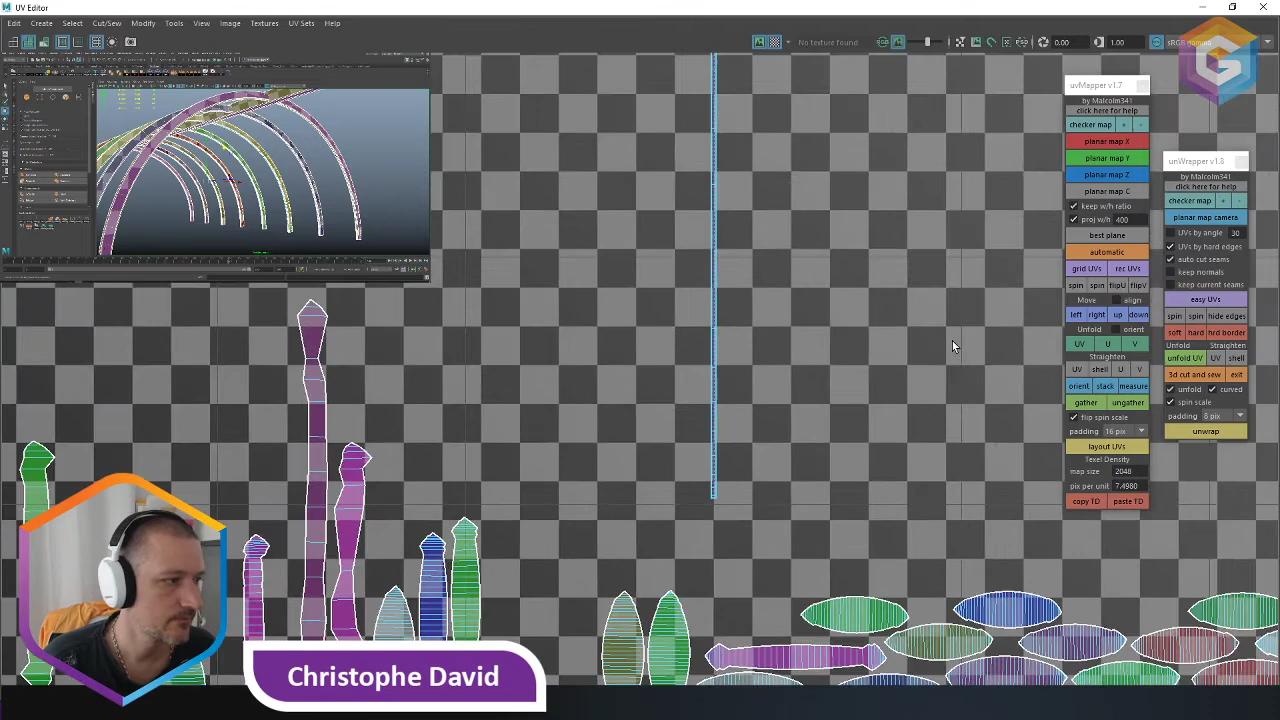 UV Editor
Edit Create Select Cut/Sew Modify Tools View Image Textures UV Sets Help
No texture found
0.00
1.00
sRGB gamma
uvMapper v1.7
by Malcolm341
click here for help
checker map + -
planar map X
planar map Y
planar map Z
planar map C
keep w/h ratio
proj w/h 400
best plane
automatic
grid UVs rec UVs
spin spin flipU flipV
Move align
left right up down
Unfold orient
UV U V
Straighten
UV shell U V
orient stack measure
gather ungather
flip spin scale
padding 16 pix
layout UVs
Texel Density
map size 2048
pix per unit 7.4980
copy TD paste TD
unWrapper v1.8
by Malcolm341
click here for help
checker map + -
planar map camera
UVs by angle 30
UVs by hard edges
auto cut seams
keep normals
keep current seams
easy UVs
spin spin hide edges
soft hard hrd border
Unfold Straighten
unfold UV UV shell
3d cut and sew exit
unfold curved
spin scale
padding 8 pix
unwrap
Christophe David